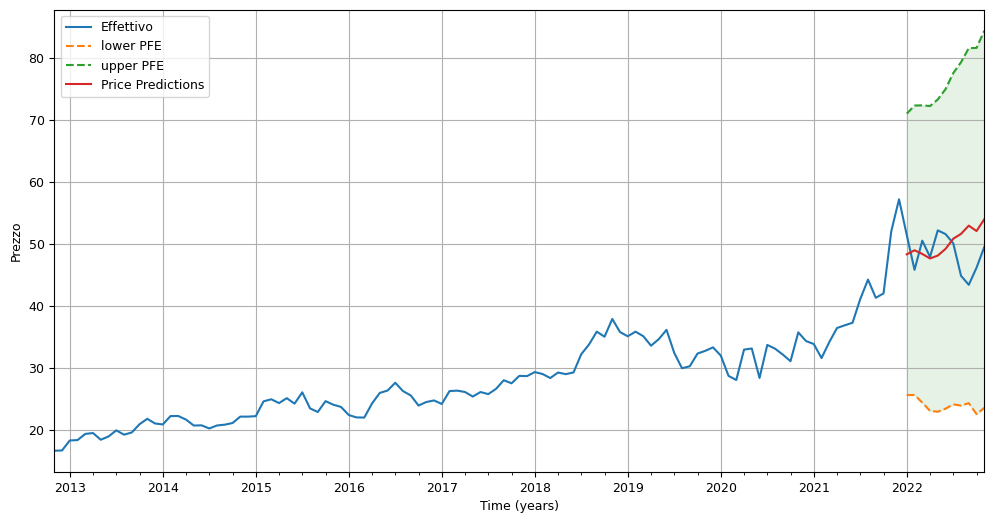 Effettivo
lower PFE
upper PFE
Price Predictions
80
70
60
50
40
30
20
Prezzo
2013 2014 2015 2016 2017 2018 2019 2020 2021 2022
Time (years)